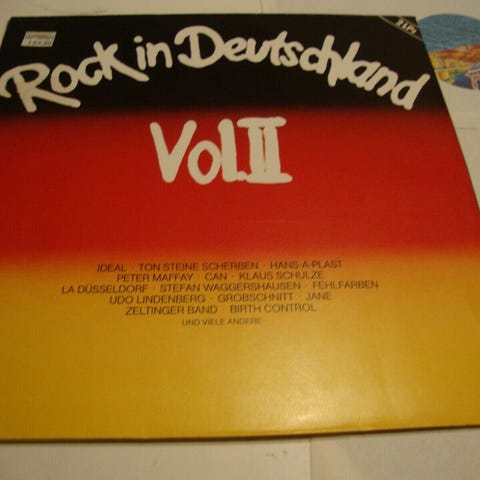 Rock in Deutschland
Vol.II
IDEAL · TON STEINE SCHERBEN · HANS-A-PLAST
PETER MAFFAY · CAN · KLAUS SCHULZE
LA DÜSSELDORF · STEFAN WAGGERSHAUSEN · FEHLFARBEN
UDO LINDENBERG · GROBSCHNITT · JANE
ZELTINGER BAND · BIRTH CONTROL
UND VIELE ANDERE